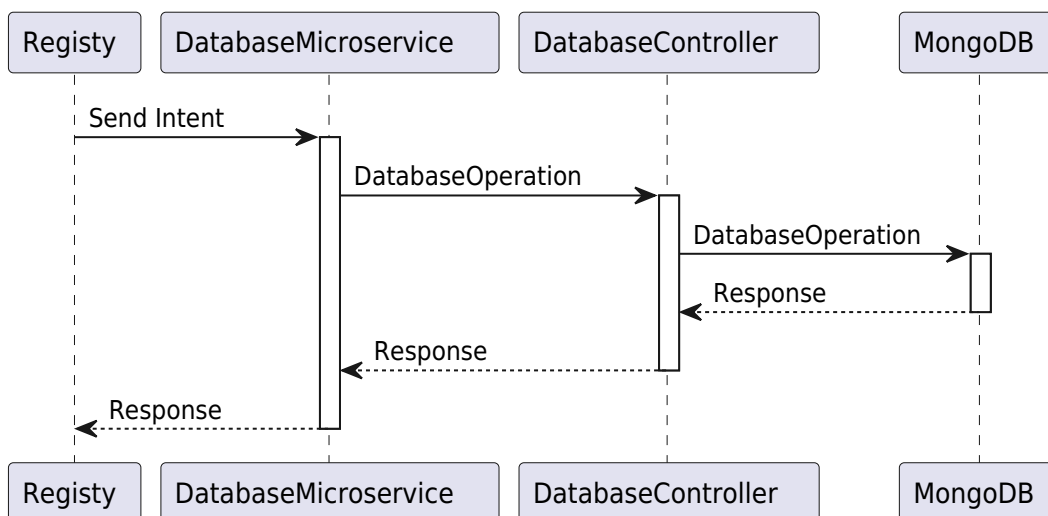 Registy DatabaseMicroservice DatabaseController MongoDB
Send Intent
DatabaseOperation
DatabaseOperation
Response
Response
Response
Registy DatabaseMicroservice DatabaseController MongoDB